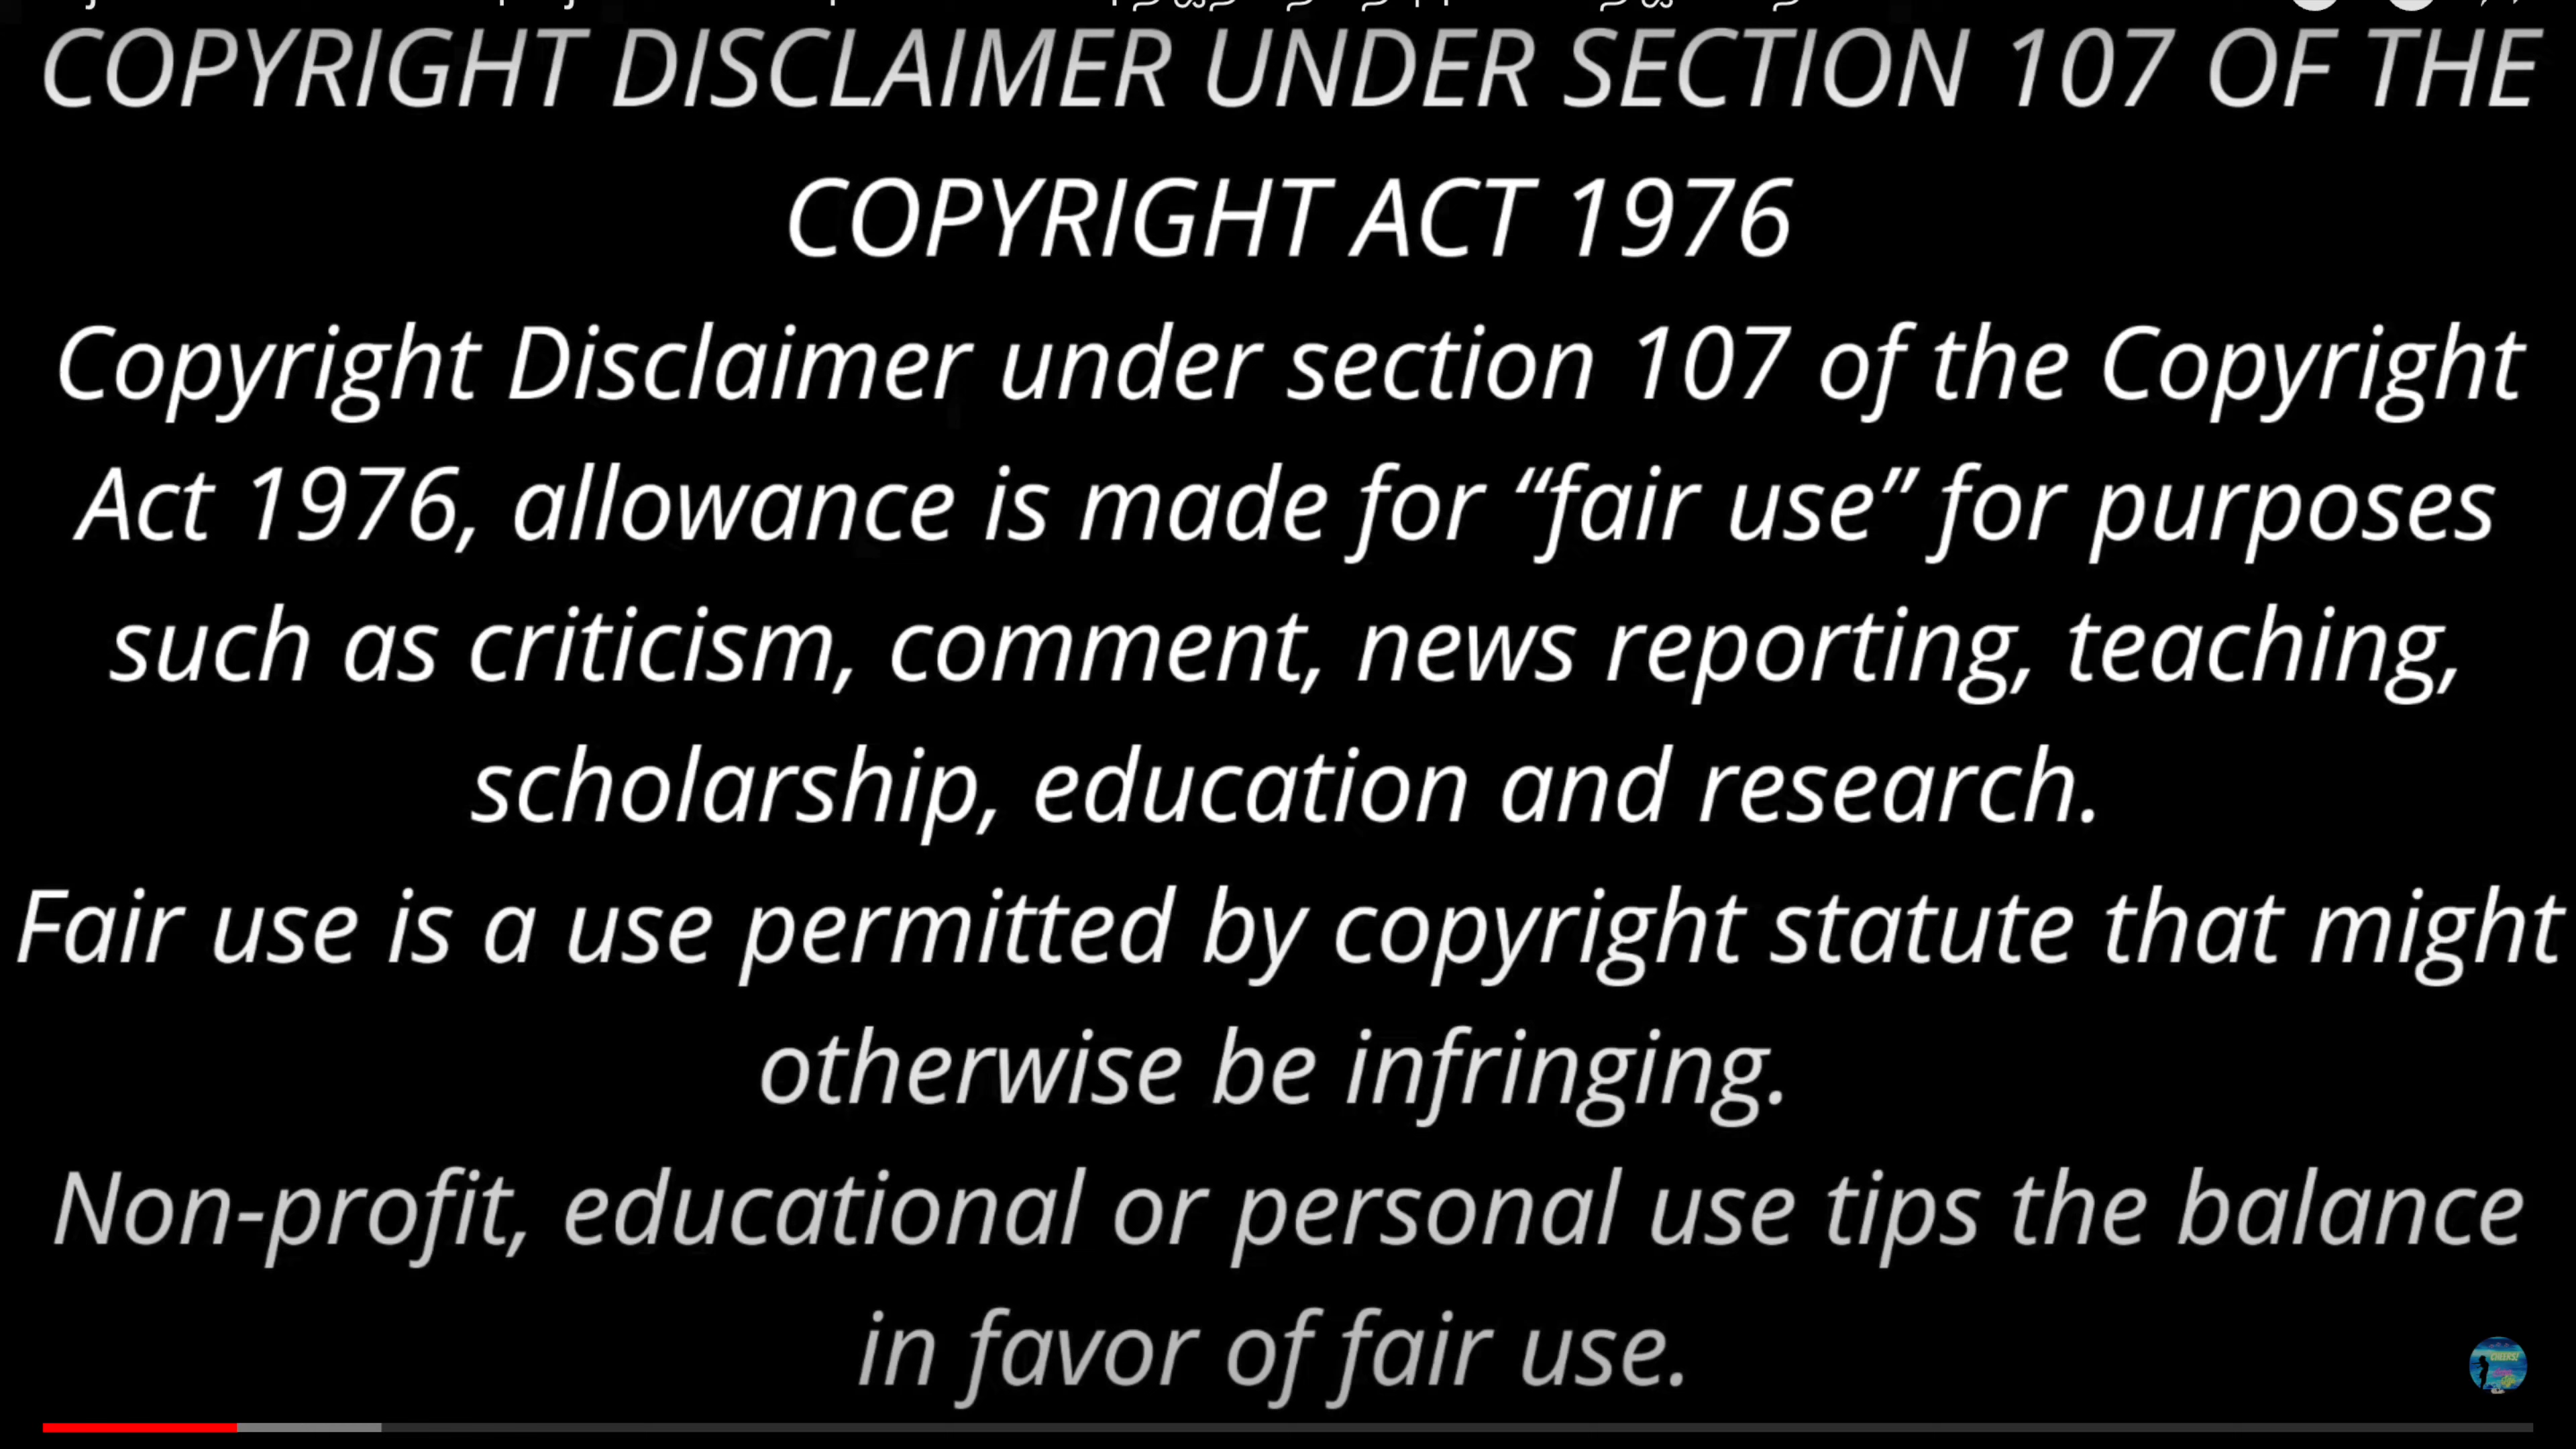 COPYRIGHT DISCLAIMER UNDER SECTION 107 OF THE
COPYRIGHT ACT 1976
Copyright Disclaimer under section 107 of the Copyright
Act 1976, allowance is made for “fair use” for purposes
such as criticism, comment, news reporting, teaching,
scholarship, education and research.
Fair use is a use permitted by copyright statute that might
otherwise be infringing.
Non-profit, educational or personal use tips the balance
in favor of fair use.
CHEERS!